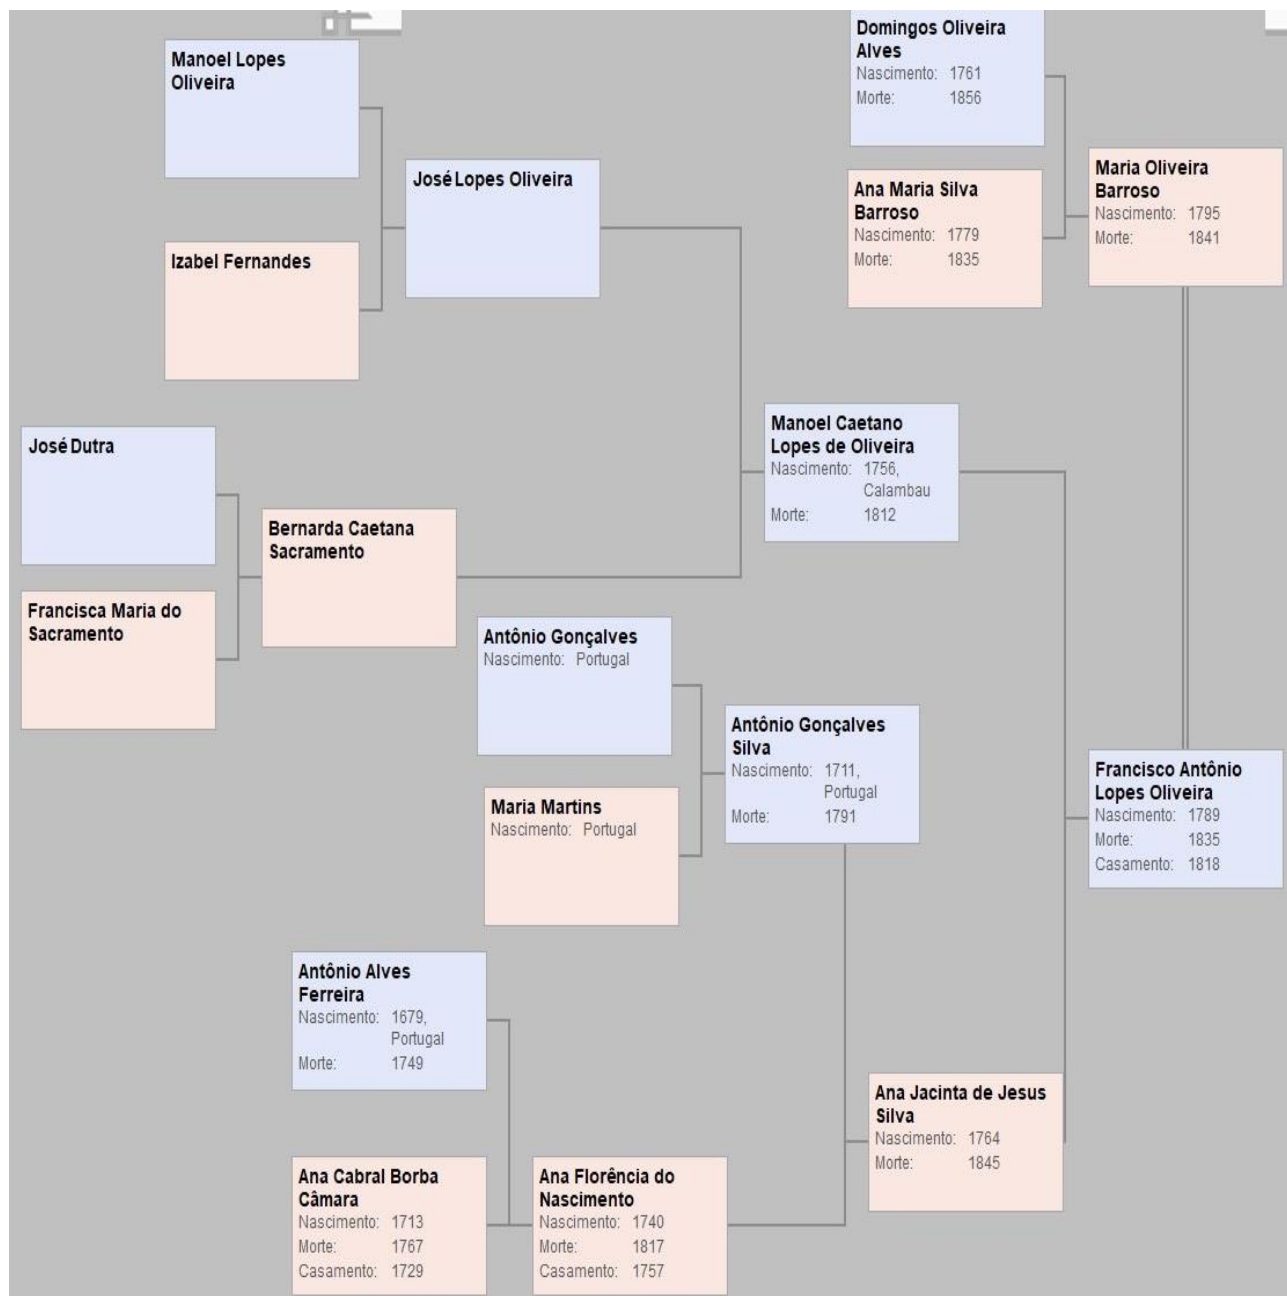 Manoel Lopes
Oliveira
Domingos Oliveira
Alves
Nascimento: 1761
Morte: 1856
José Lopes Oliveira
Ana Maria Silva
Barroso
Nascimento: 1779
Morte: 1835
Maria Oliveira
Barroso
Nascimento: 1795
Morte: 1841
Izabel Fernandes
José Dutra
Manoel Caetano
Lopes de Oliveira
Nascimento: 1756,
Calambau
Morte: 1812
Bernarda Caetana
Sacramento
Francisca Maria do
Sacramento
Antônio Gonçalves
Nascimento: Portugal
Antônio Gonçalves
Silva
Nascimento: 1711,
Portugal
Morte: 1791
Maria Martins
Nascimento: Portugal
Francisco Antônio
Lopes Oliveira
Nascimento: 1789
Morte: 1835
Casamento: 1818
Antônio Alves
Ferreira
Nascimento: 1679,
Portugal
Morte: 1749
Ana Jacinta de Jesus
Silva
Nascimento: 1764
Morte: 1845
Ana Cabral Borba
Câmara
Nascimento: 1713
Morte: 1767
Casamento: 1729
Ana Florência do
Nascimento
Nascimento: 1740
Morte: 1817
Casamento: 1757